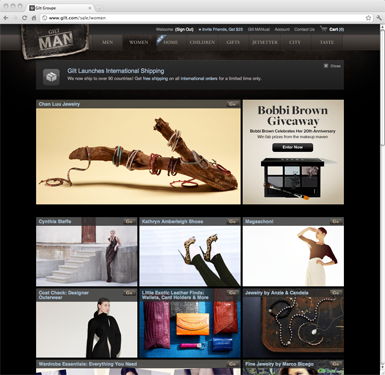 Gilt Groupe
www.gilt.com/sale/women
Welcome (Sign Out) Invite Friends, Get $25 Gilt MANual Account Contact Us Cart (0)
GILT
MAN
MEN WOMEN HOME CHILDREN GIFTS JETSETTER CITY TASTE
Close
Gilt Launches International Shipping
We now ship to over 90 countries! Get free shipping on all international orders for a limited time only.
Chan Luu Jewelry Go
Bobbi Brown
Giveaway
Bobbi Brown Celebrates Her 20th Anniversary
Win fab prizes from the makeup maven!
Enter Now
Cynthia Steffe Go
Kathryn Amberleigh Shoes Go
Magaschoni Go
Coat Check: Designer
Outerwear Go
Little Exotic Leather Finds:
Wallets, Card Holders & More Go
Jewelry by Anzie & Candela Go
Wardrobe Essentials: Everything You Need Go
Fine Jewelry by Marco Bicego Go